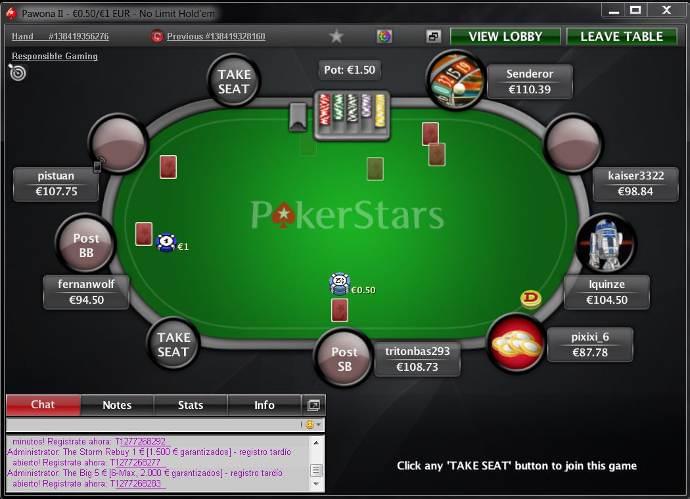 Pawona II - €0.50/€1 EUR - No Limit Hold'em
Hand #138419356276
Previous #138419328160
VIEW LOBBY
LEAVE TABLE
Responsible Gaming
TAKE
SEAT
Pot: €1.50
Senderor
€110.39
pistuan
€107.75
kaiser3322
€98.84
PokerStars
Post
BB
€1
fernanwolf
€94.50
lquinze
€104.50
€0.50
D
TAKE
SEAT
Post
SB
tritonbas293
€108.73
pixixi_6
€87.78
Chat
Notes
Stats
Info
minutos! Registrate ahora: T1277268292
Administrator: The Storm Rebuy 1 € [1.500 € garantizados] - registro tardío
abierto! Registrate ahora: T1277268277
Administrator: The Big 5 € [6-Max, 2.000 € garantizados] - registro tardío
abierto! Registrate ahora: T1277268283
Click any 'TAKE SEAT' button to join this game